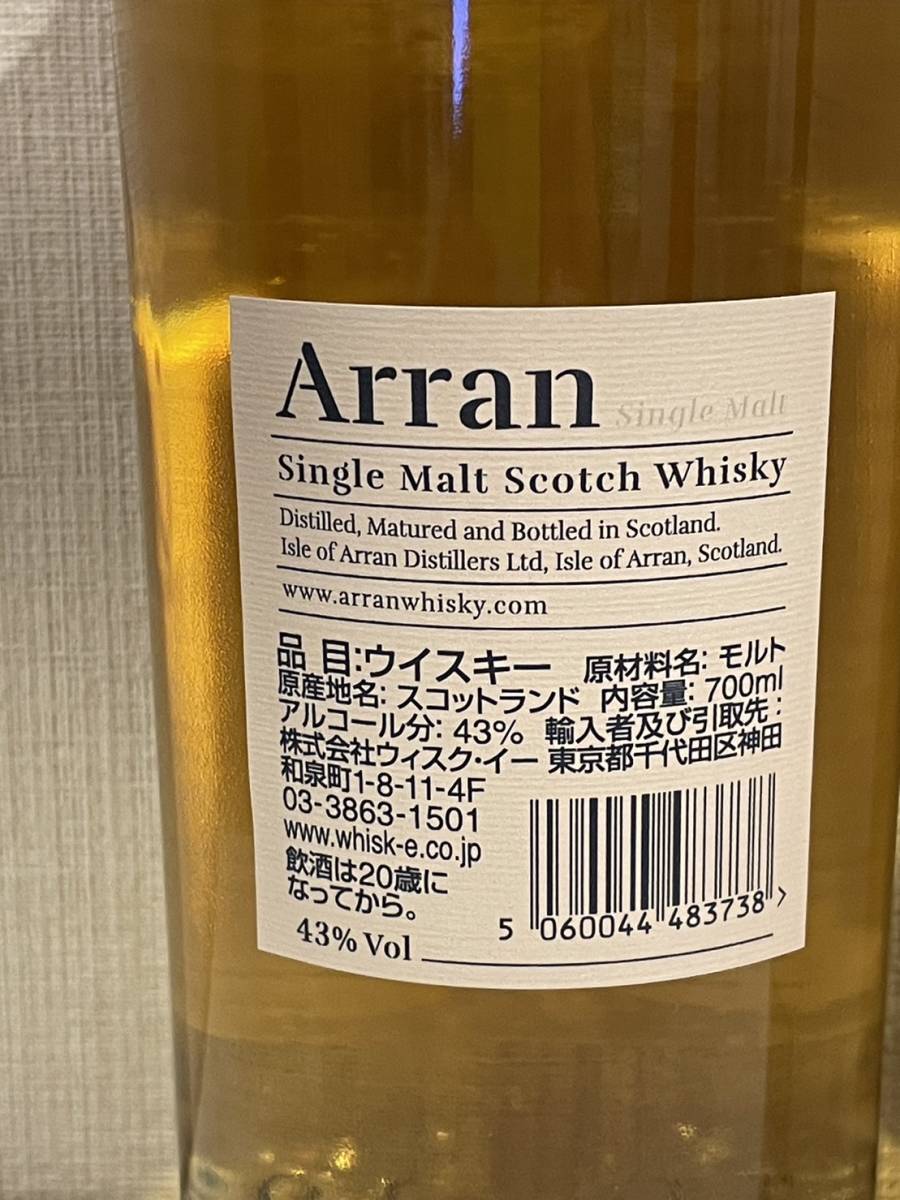 Arran Single Malt
Single Malt Scotch Whisky
Distilled, Matured and Bottled in Scotland.
Isle of Arran Distillers Ltd, Isle of Arran, Scotland.
www.arranwhisky.com
品 目:ウイスキー 原材料名: モルト
原産地名: スコットランド 内容量: 700ml
アルコール分: 43% 輸入者及び引取先:
株式会社ウィスク・イー 東京都千代田区神田
和泉町1-8-11-4F
03-3863-1501
www.whisk-e.co.jp
飲酒は20歳に
なってから。
43% Vol
5 060044 483738 >